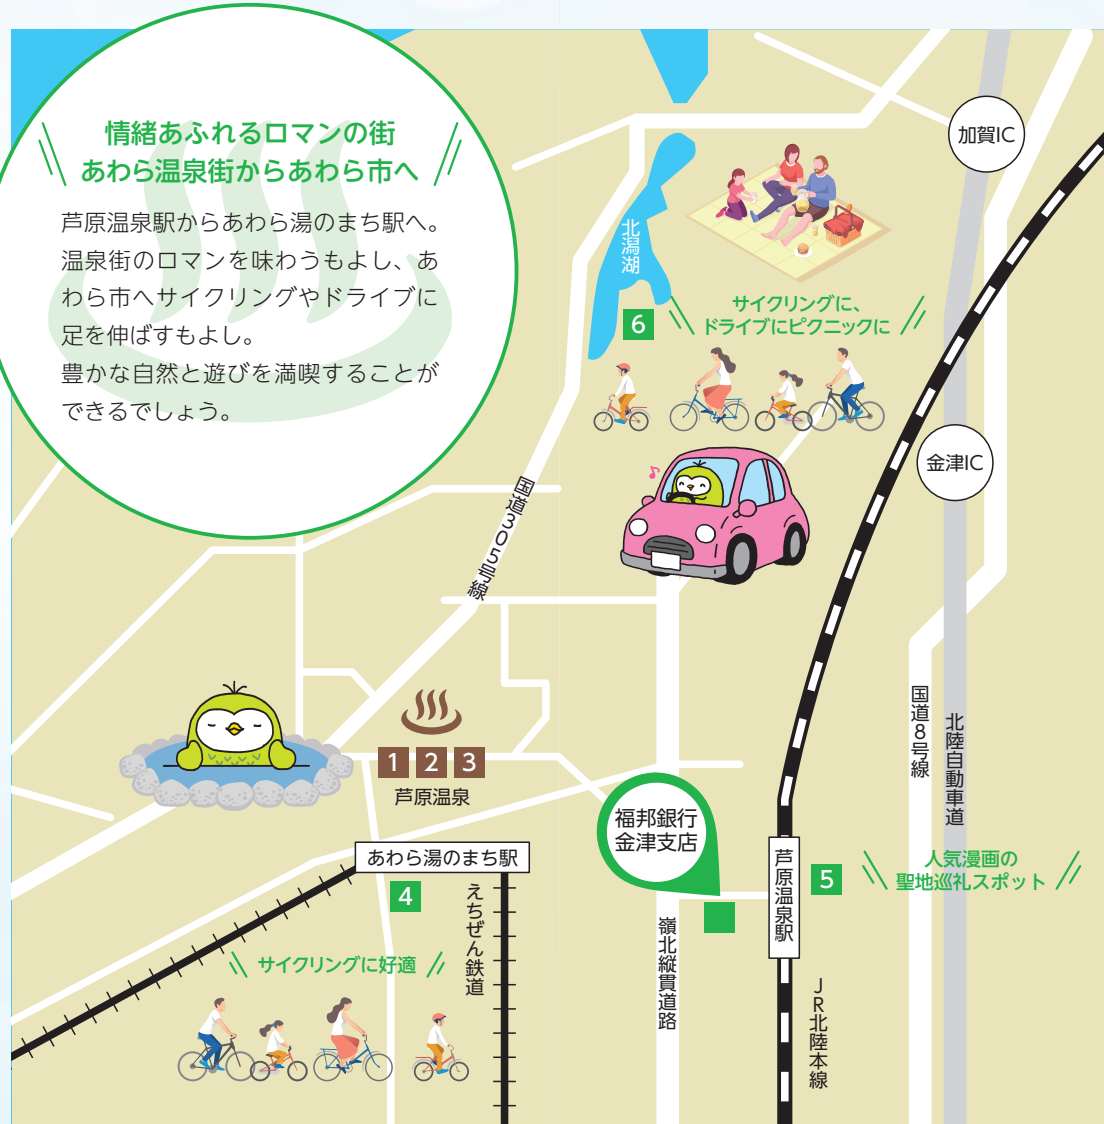 情緒あふれるロマンの街
あわら温泉街からあわら市へ
芦原温泉駅からあわら湯のまち駅へ。
温泉街のロマンを味わうもよし、あ
わら市へサイクリングやドライブに
足を伸ばすもよし。
豊かな自然と遊びを満喫することが
できるでしょう。
加賀IC
北潟湖
6
サイクリングに、
ドライブにピクニックに
金津IC
国道305号線
国道8号線
北陸自動車道
1 2 3
芦原温泉
福邦銀行
金津支店
あわら湯のまち駅
4
えちぜん鉄道
芦原温泉駅
5
人気漫画の
聖地巡礼スポット
サイクリングに好適
嶺北縦貫道路
JR北陸本線